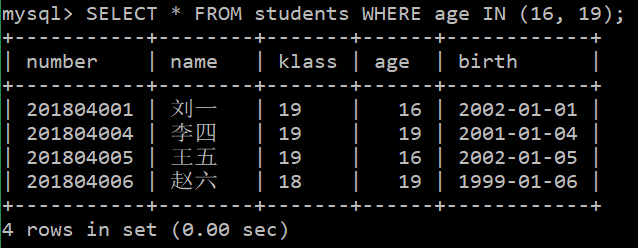 mysql> SELECT * FROM students WHERE age IN (16, 19);
+-----------+--------+-------+------+------------+
| number    | name   | klass | age  | birth      |
+-----------+--------+-------+------+------------+
| 201804001 | 刘一   | 19    |   16 | 2002-01-01 |
| 201804004 | 李四   | 19    |   19 | 2001-01-04 |
| 201804005 | 王五   | 19    |   16 | 2002-01-05 |
| 201804006 | 赵六   | 18    |   19 | 1999-01-06 |
+-----------+--------+-------+------+------------+
4 rows in set (0.00 sec)